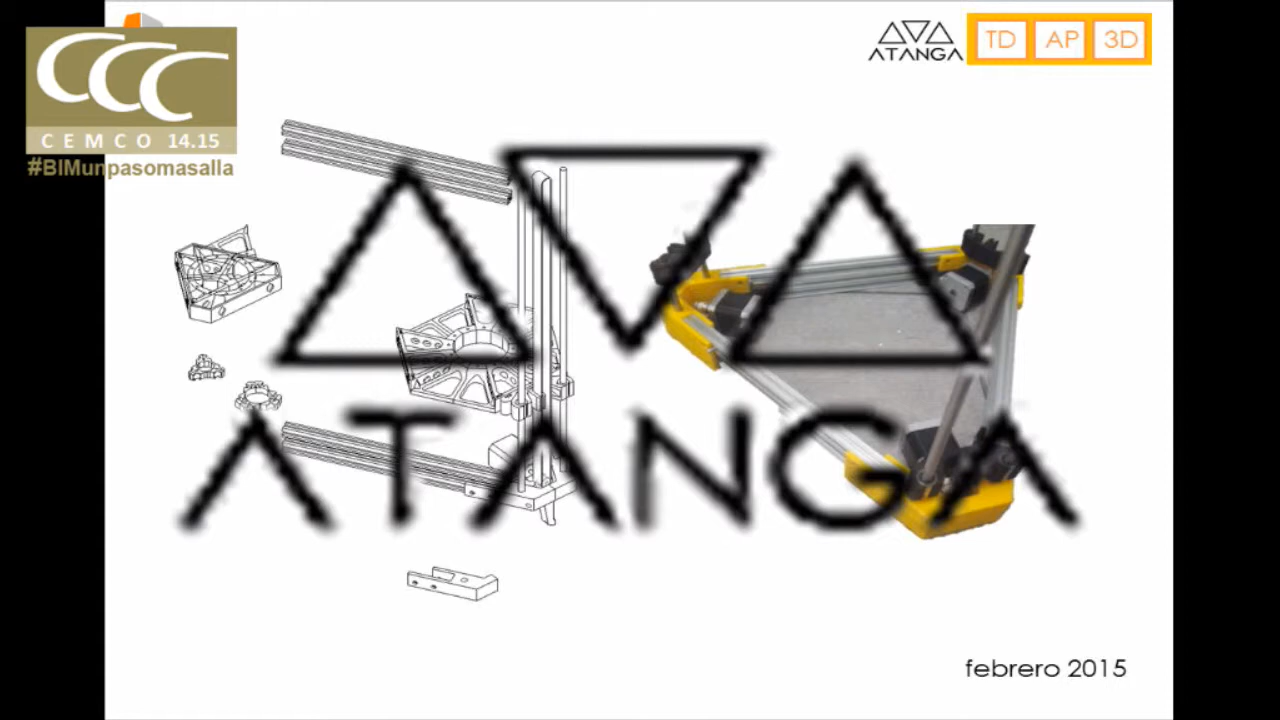 CCC
CEMCO 14.15
#BIMunpasomasalla
ATANGA
TD AP 3D
ATANGA
febrero 2015